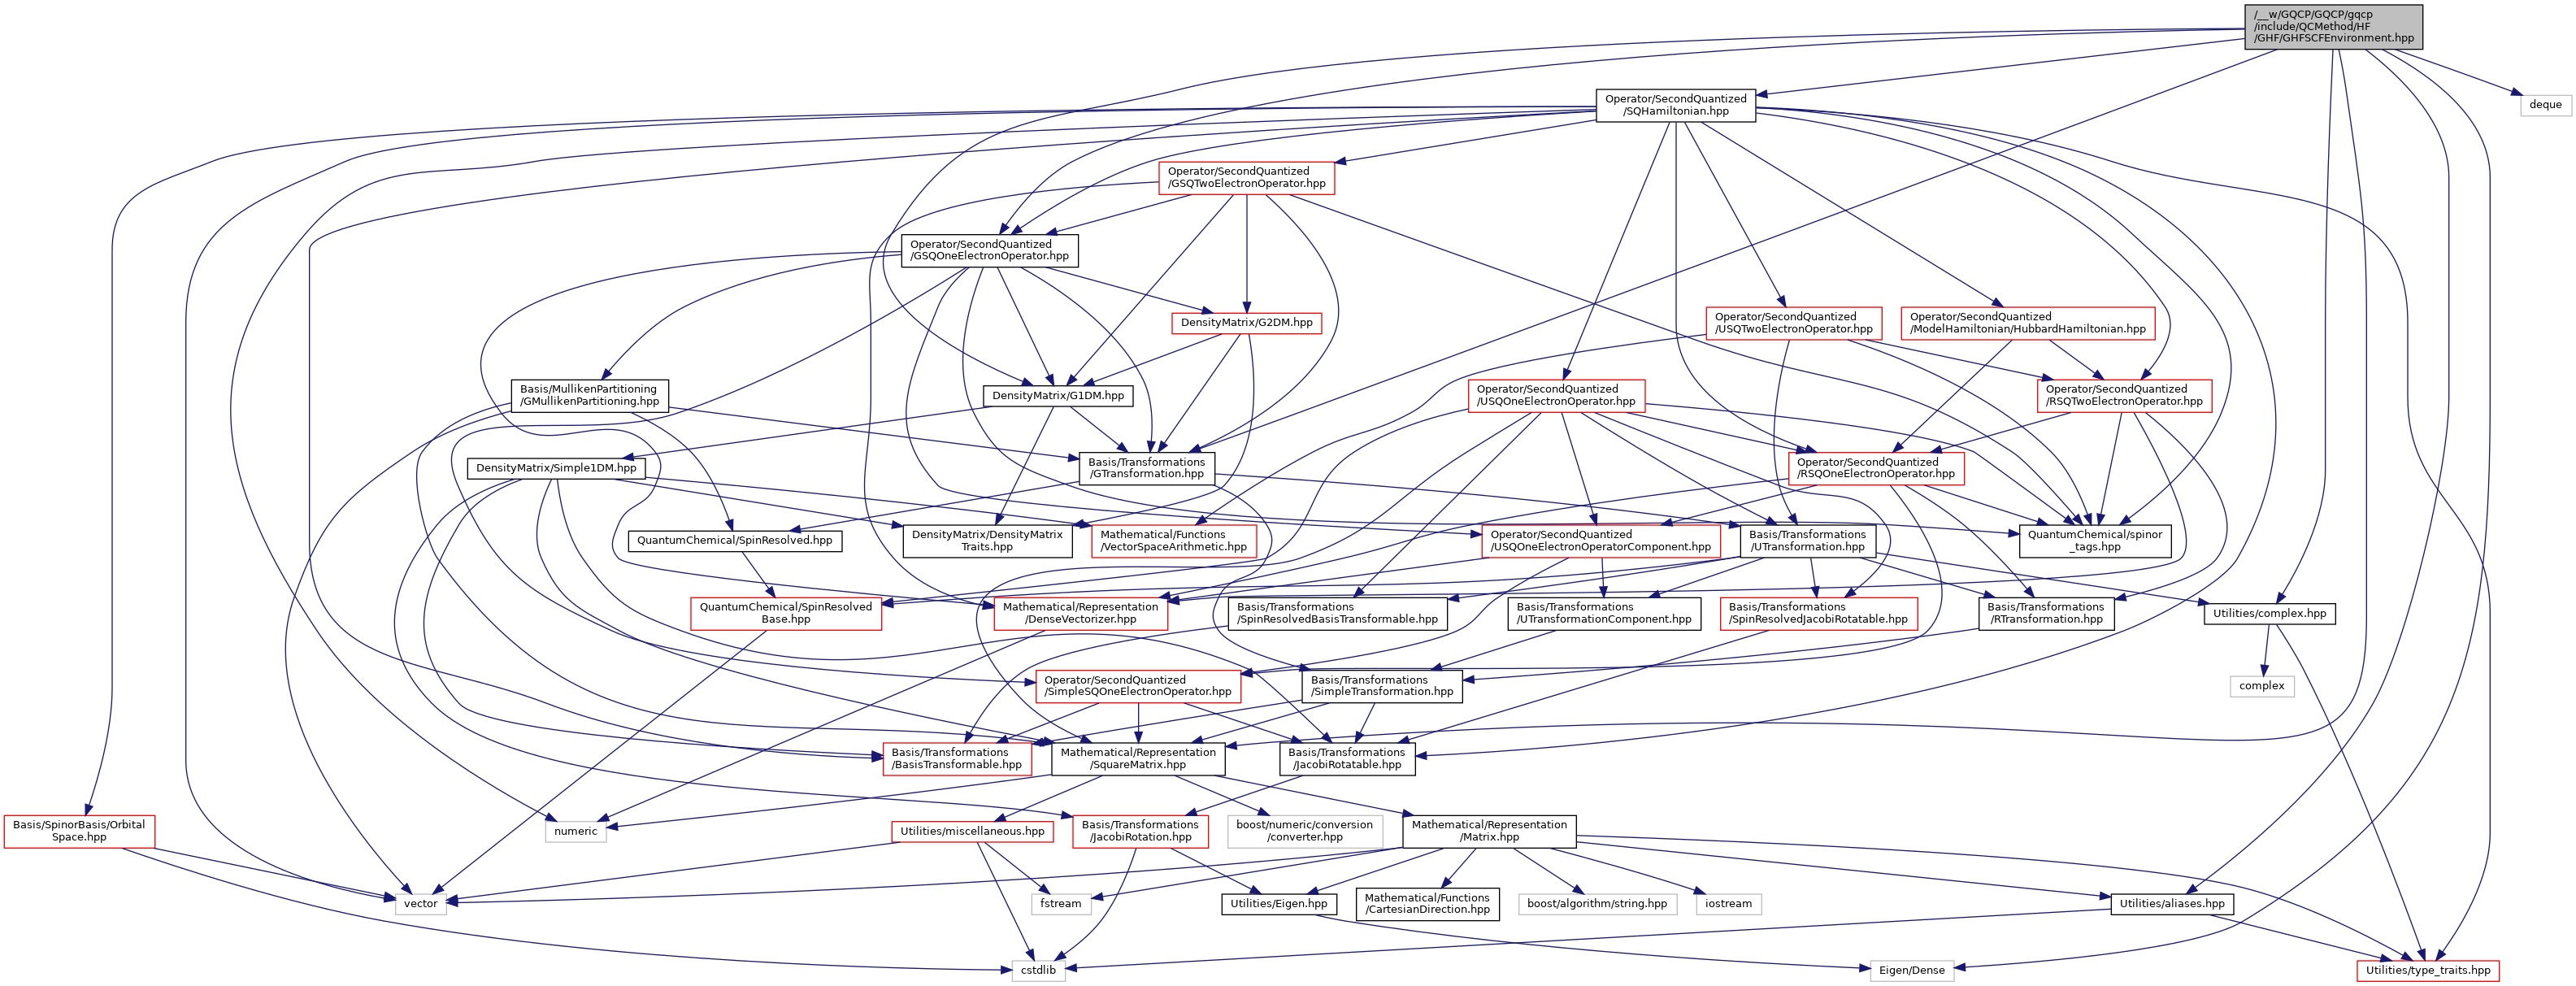 /__w/GQCP/GQCP/gqcp
/include/QCMethod/HF
/GHF/GHFSCFEnvironment.hpp
Operator/SecondQuantized
/SQHamiltonian.hpp
deque
Operator/SecondQuantized
/GSQTwoElectronOperator.hpp
Operator/SecondQuantized
/GSQOneElectronOperator.hpp
DensityMatrix/G2DM.hpp
Operator/SecondQuantized
/USQTwoElectronOperator.hpp
Operator/SecondQuantized
/ModelHamiltonian/HubbardHamiltonian.hpp
Basis/MullikenPartitioning
/GMullikenPartitioning.hpp
DensityMatrix/G1DM.hpp
Operator/SecondQuantized
/USQOneElectronOperator.hpp
Operator/SecondQuantized
/RSQTwoElectronOperator.hpp
DensityMatrix/Simple1DM.hpp
Basis/Transformations
/GTransformation.hpp
Operator/SecondQuantized
/RSQOneElectronOperator.hpp
QuantumChemical/SpinResolved.hpp
DensityMatrix/DensityMatrix
Traits.hpp
Mathematical/Functions
/VectorSpaceArithmetic.hpp
Operator/SecondQuantized
/USQOneElectronOperatorComponent.hpp
Basis/Transformations
/UTransformation.hpp
QuantumChemical/spinor
_tags.hpp
QuantumChemical/SpinResolved
Base.hpp
Mathematical/Representation
/DenseVectorizer.hpp
Basis/Transformations
/SpinResolvedBasisTransformable.hpp
Basis/Transformations
/UTransformationComponent.hpp
Basis/Transformations
/SpinResolvedJacobiRotatable.hpp
Basis/Transformations
/RTransformation.hpp
Utilities/complex.hpp
Operator/SecondQuantized
/SimpleSQOneElectronOperator.hpp
Basis/Transformations
/SimpleTransformation.hpp
complex
Basis/Transformations
/BasisTransformable.hpp
Mathematical/Representation
/SquareMatrix.hpp
Basis/Transformations
/JacobiRotatable.hpp
Basis/SpinorBasis/Orbital
Space.hpp
numeric
Utilities/miscellaneous.hpp
Basis/Transformations
/JacobiRotation.hpp
boost/numeric/conversion
/converter.hpp
Mathematical/Representation
/Matrix.hpp
vector
fstream
Utilities/Eigen.hpp
Mathematical/Functions
/CartesianDirection.hpp
boost/algorithm/string.hpp
iostream
Utilities/aliases.hpp
cstdlib
Eigen/Dense
Utilities/type_traits.hpp